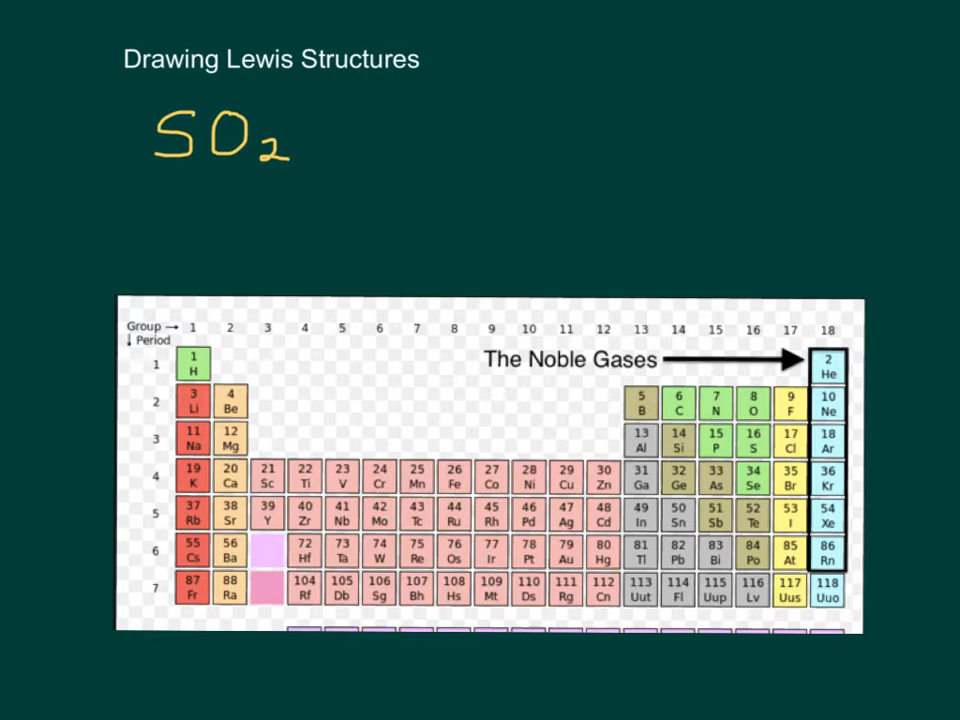 Drawing Lewis Structures
SO₂
Group → 1 2 3 4 5 6 7 8 9 10 11 12 13 14 15 16 17 18
↓ Period
The Noble Gases
1 1 H 2 He
2 3 Li 4 Be 5 B 6 C 7 N 8 O 9 F 10 Ne
3 11 Na 12 Mg 13 Al 14 Si 15 P 16 S 17 Cl 18 Ar
4 19 K 20 Ca 21 Sc 22 Ti 23 V 24 Cr 25 Mn 26 Fe 27 Co 28 Ni 29 Cu 30 Zn 31 Ga 32 Ge 33 As 34 Se 35 Br 36 Kr
5 37 Rb 38 Sr 39 Y 40 Zr 41 Nb 42 Mo 43 Tc 44 Ru 45 Rh 46 Pd 47 Ag 48 Cd 49 In 50 Sn 51 Sb 52 Te 53 I 54 Xe
6 55 Cs 56 Ba 72 Hf 73 Ta 74 W 75 Re 76 Os 77 Ir 78 Pt 79 Au 80 Hg 81 Tl 82 Pb 83 Bi 84 Po 85 At 86 Rn
7 87 Fr 88 Ra 104 Rf 105 Db 106 Sg 107 Bh 108 Hs 109 Mt 110 Ds 111 Rg 112 Cn 113 Uut 114 Fl 115 Uup 116 Lv 117 Uus 118 Uuo